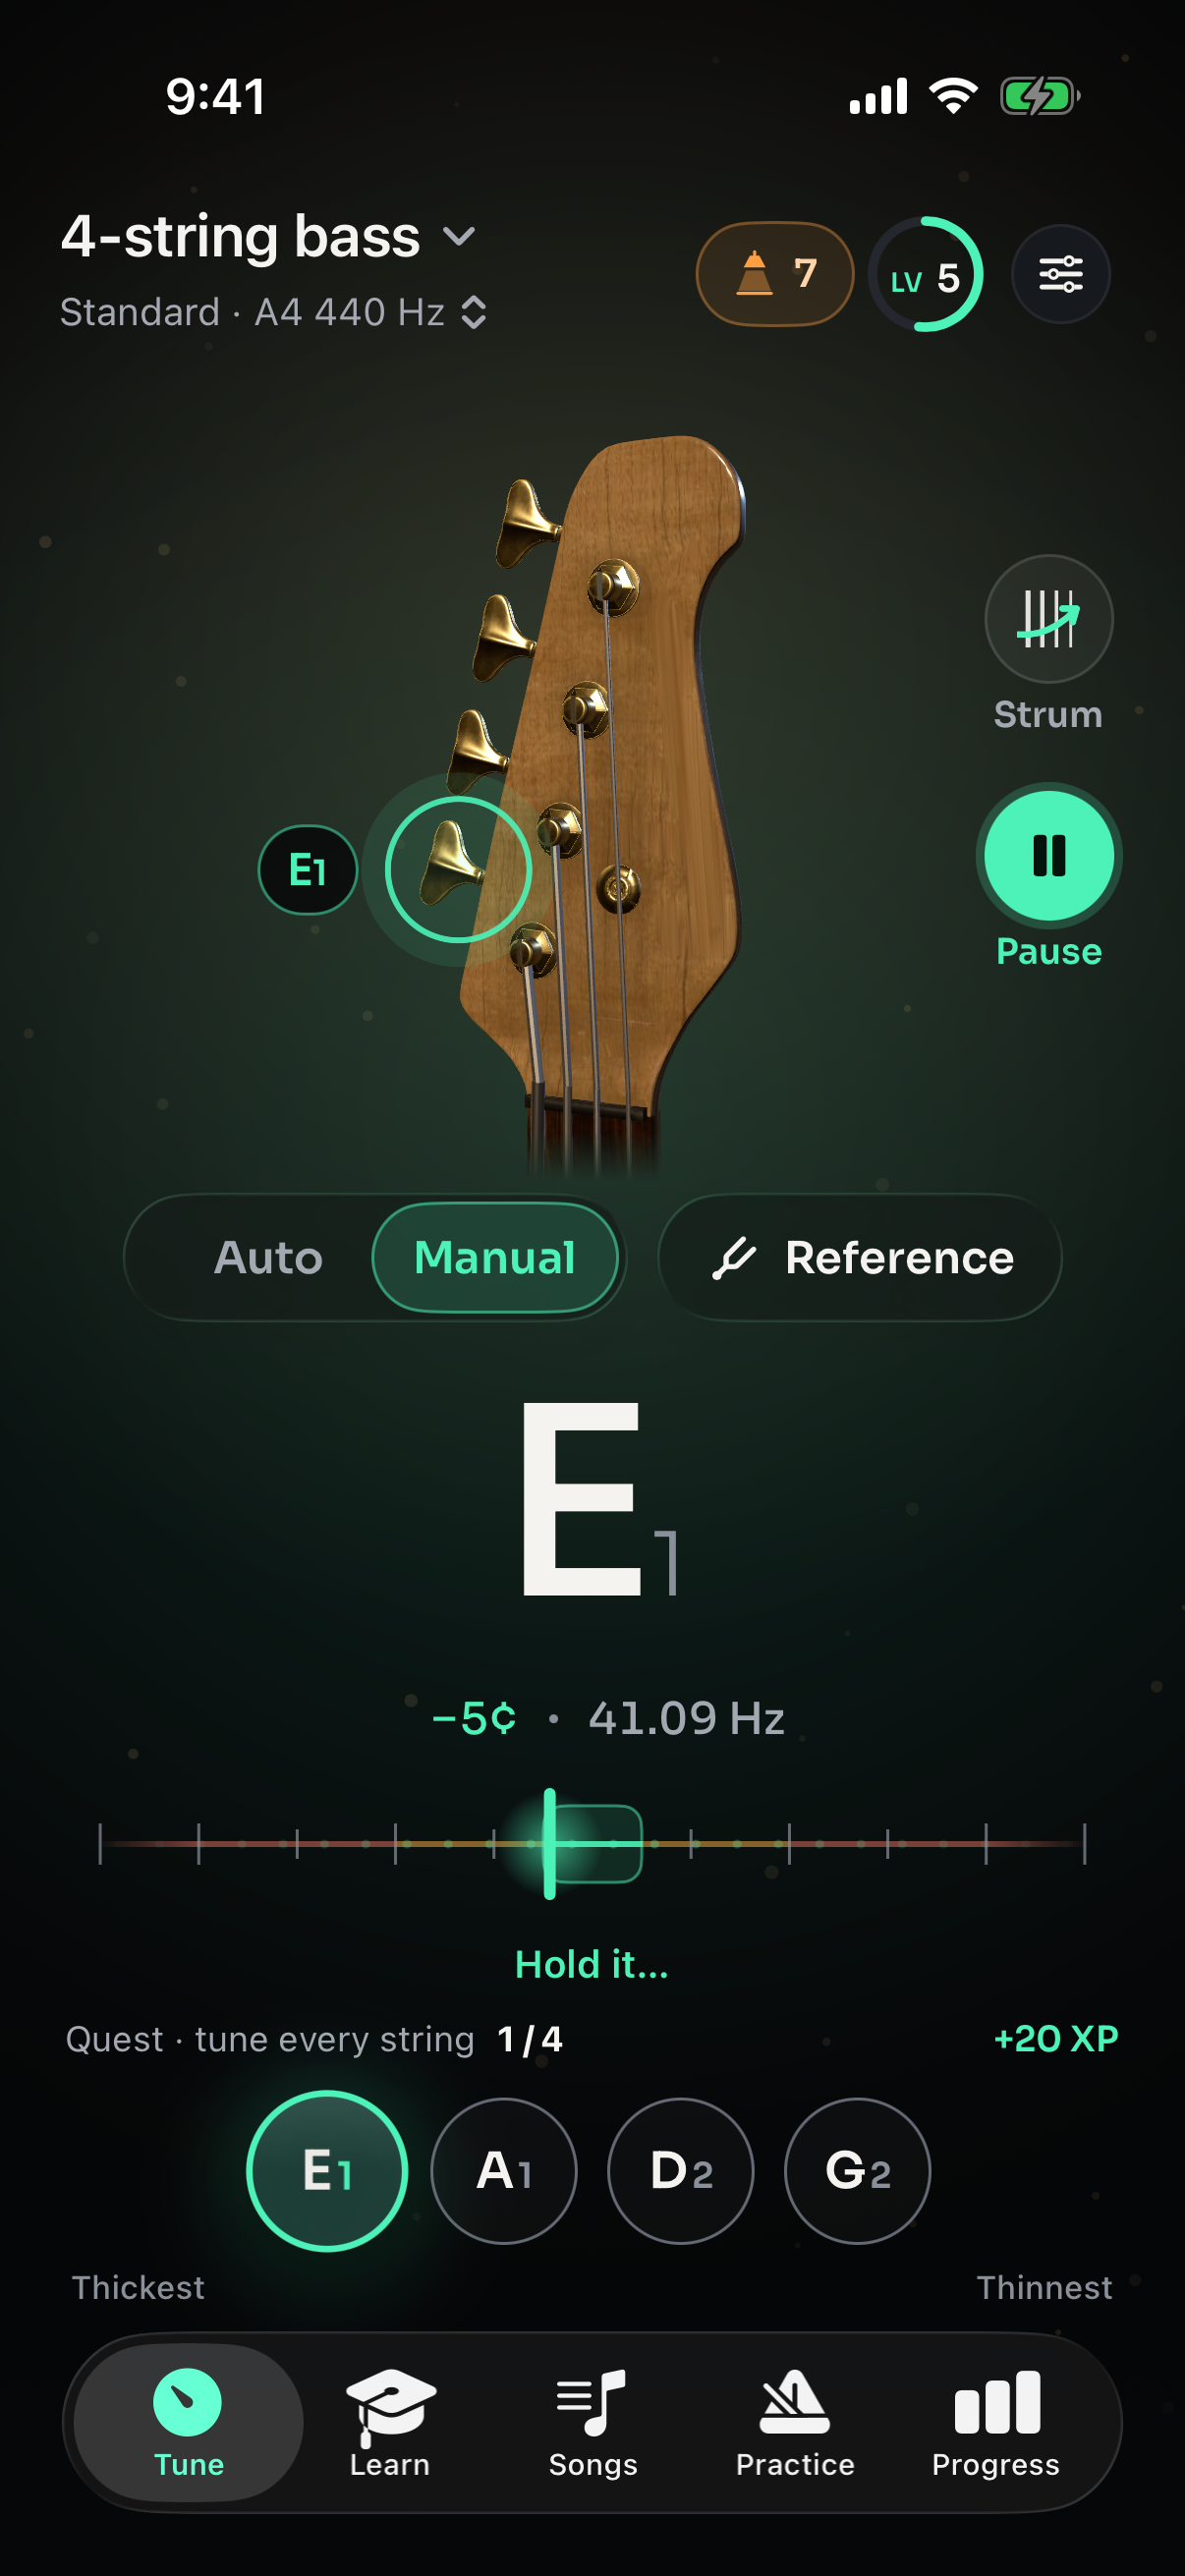 9:41
4-string bass
Standard · A4 440 Hz
7
LV 5
Strum
E1
Pause
Auto
Manual
Reference
E1
−5¢ · 41.09 Hz
Hold it...
Quest · tune every string 1/4
+20 XP
E1
A1
D2
G2
Thickest
Thinnest
Tune
Learn
Songs
Practice
Progress